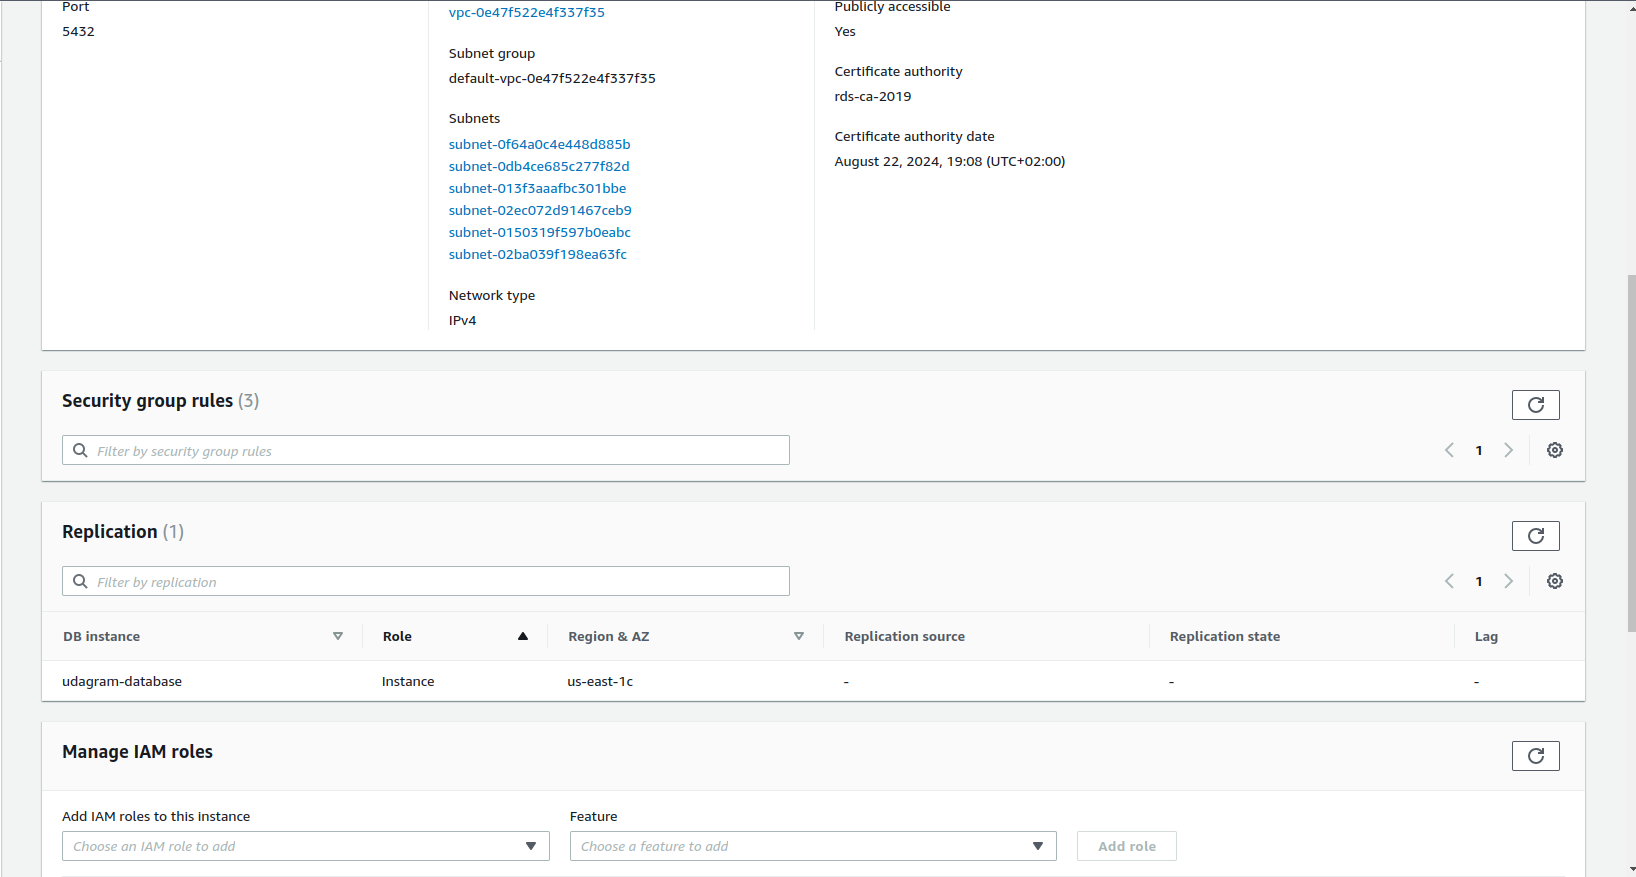 Port
5432
vpc-0e47f522e4f337f35
Subnet group
default-vpc-0e47f522e4f337f35
Subnets
subnet-0f64a0c4e448d885b
subnet-0db4ce685c277f82d
subnet-013f3aaafbc301bbe
subnet-02ec072d91467ceb9
subnet-0150319f597b0eabc
subnet-02ba039f198ea63fc
Network type
IPv4
Publicly accessible
Yes
Certificate authority
rds-ca-2019
Certificate authority date
August 22, 2024, 19:08 (UTC+02:00)
Security group rules (3)
Filter by security group rules
1
Replication (1)
Filter by replication
1
DB instance Role Region & AZ Replication source Replication state Lag
udagram-database Instance us-east-1c - - -
Manage IAM roles
Add IAM roles to this instance
Choose an IAM role to add
Feature
Choose a feature to add
Add role